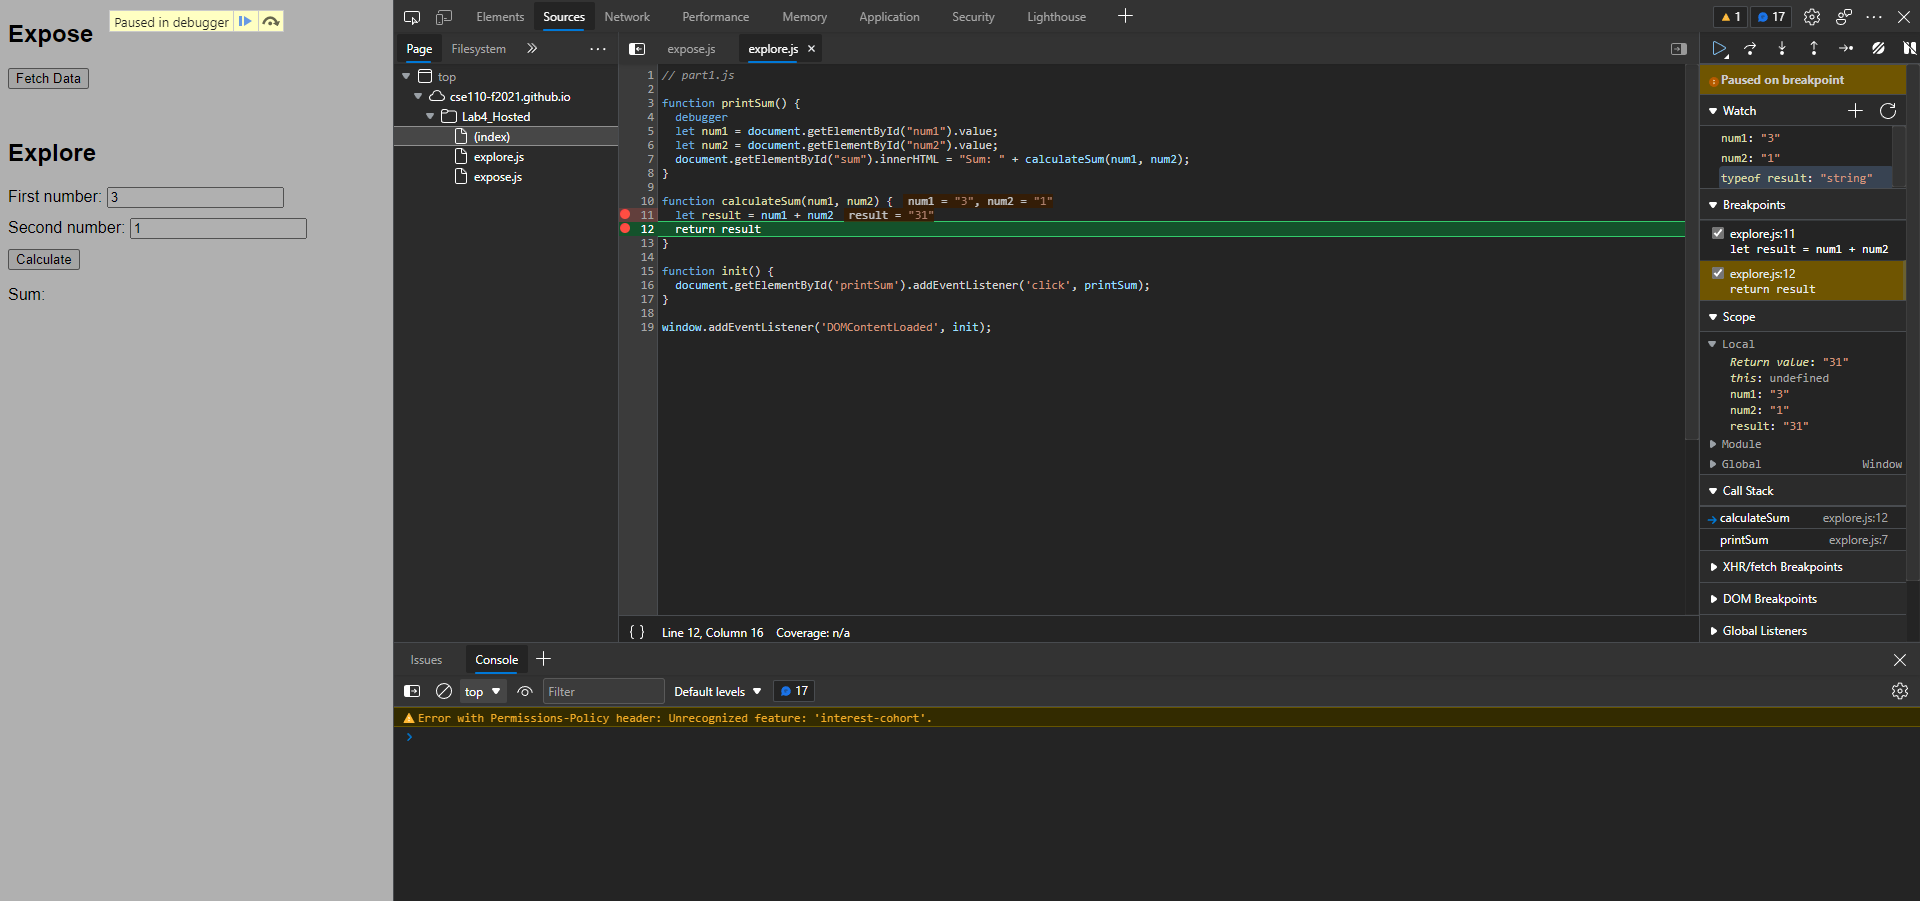 Expose
Paused in debugger
Fetch Data
Explore
First number: 3
Second number: 1
Calculate
Sum:
Elements Sources Network Performance Memory Application Security Lighthouse
1 17
Page Filesystem
top
cse110-f2021.github.io
Lab4_Hosted
(index)
explore.js
expose.js
expose.js explore.js
1 // part1.js
2
3 function printSum() {
4 debugger
5 let num1 = document.getElementById("num1").value;
6 let num2 = document.getElementById("num2").value;
7 document.getElementById("sum").innerHTML = "Sum: " + calculateSum(num1, num2);
8 }
9
10 function calculateSum(num1, num2) { num1 = "3", num2 = "1"
11 let result = num1 + num2 result = "31"
12 return result
13 }
14
15 function init() {
16 document.getElementById('printSum').addEventListener('click', printSum);
17 }
18
19 window.addEventListener('DOMContentLoaded', init);
{ } Line 12, Column 16 Coverage: n/a
Paused on breakpoint
Watch
num1: "3"
num2: "1"
typeof result: "string"
Breakpoints
explore.js:11
let result = num1 + num2
explore.js:12
return result
Scope
Local
Return value: "31"
this: undefined
num1: "3"
num2: "1"
result: "31"
Module
Global Window
Call Stack
calculateSum explore.js:12
printSum explore.js:7
XHR/fetch Breakpoints
DOM Breakpoints
Global Listeners
Issues Console
top Filter Default levels 17
Error with Permissions-Policy header: Unrecognized feature: 'interest-cohort'.